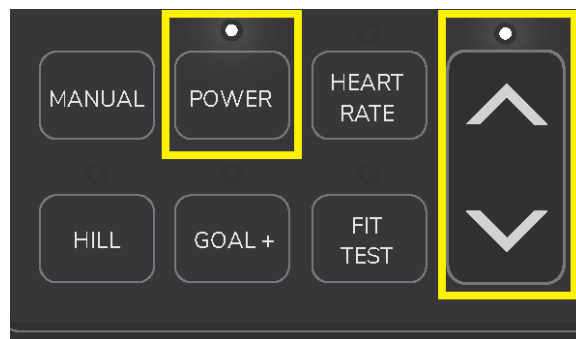 MANUAL
POWER
HEART
RATE
HILL
GOAL +
FIT
TEST